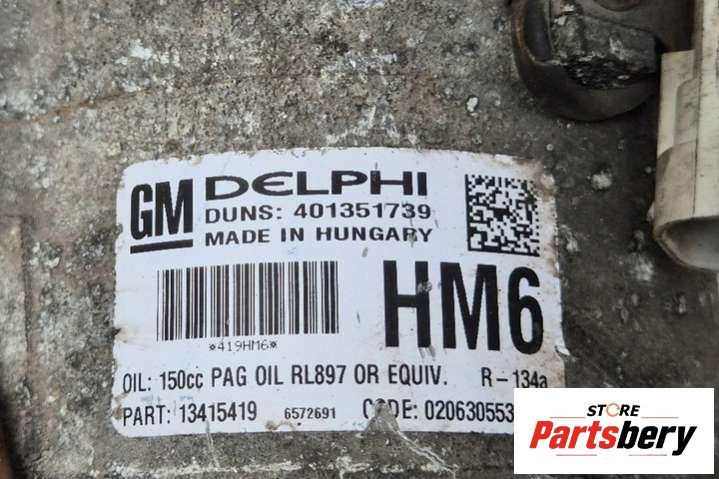 GM DELPHI
DUNS: 401351739
MADE IN HUNGARY
*419HM6*
HM6
OIL: 150cc PAG OIL RL897 OR EQUIV. R-134a
PART: 13415419 6572691 CODE: 020630553
STORE
Partsbery